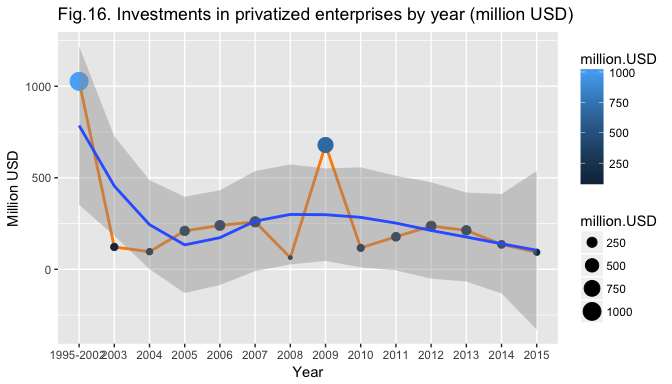 Fig.16. Investments in privatized enterprises by year (million USD)
Million USD
1000
500
0
1995-2002 2003 2004 2005 2006 2007 2008 2009 2010 2011 2012 2013 2014 2015
Year
million.USD
1000
750
500
250
million.USD
250
500
750
1000